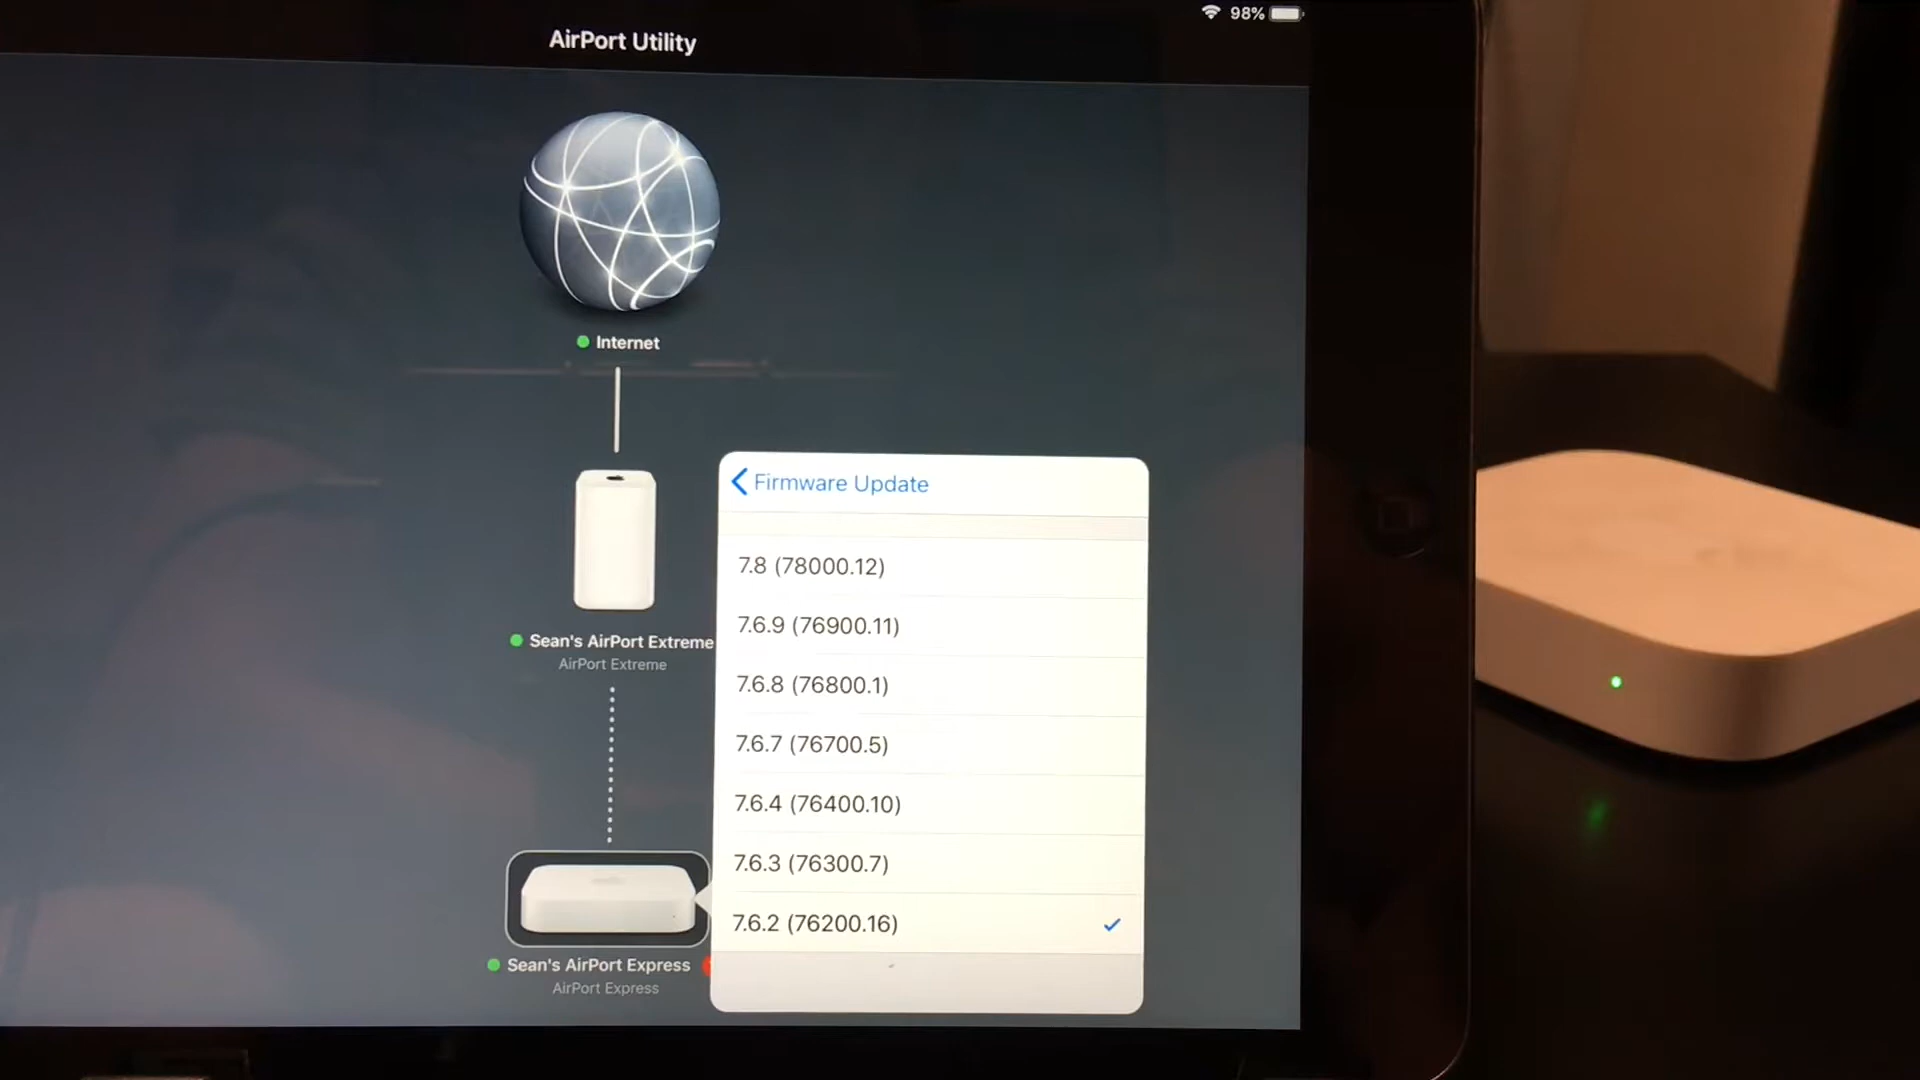 98%
AirPort Utility
Internet
Firmware Update
7.8 (78000.12)
7.6.9 (76900.11)
Sean's AirPort Extreme
AirPort Extreme
7.6.8 (76800.1)
7.6.7 (76700.5)
7.6.4 (76400.10)
7.6.3 (76300.7)
7.6.2 (76200.16)
Sean's AirPort Express
AirPort Express